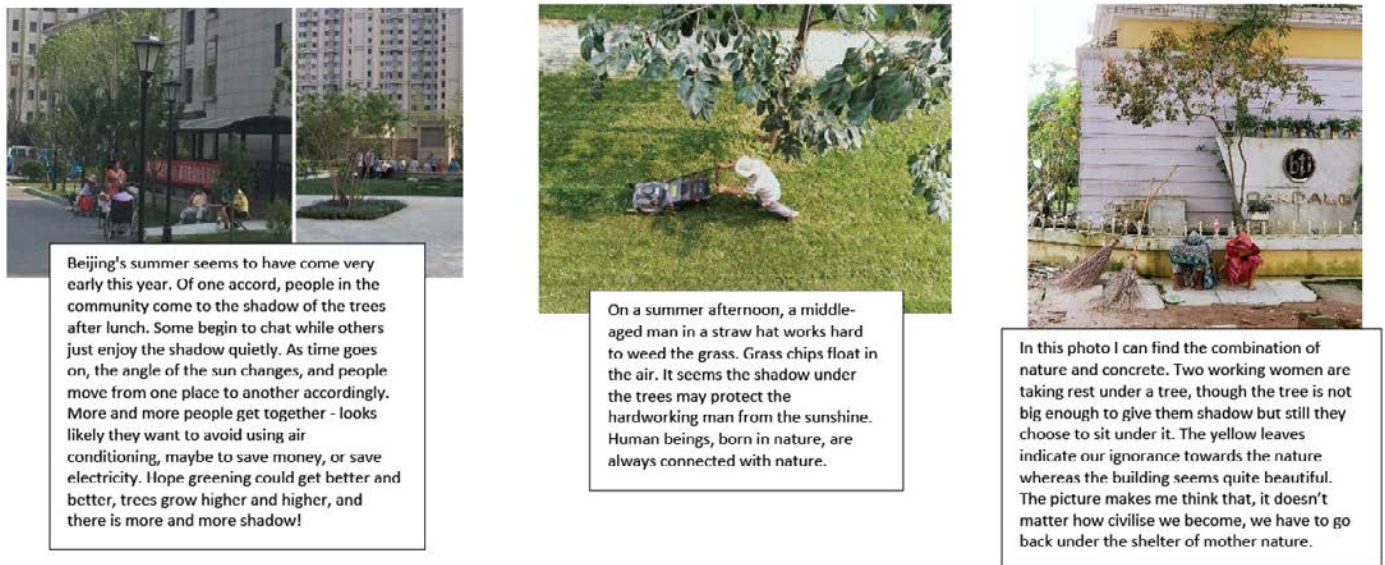 Beijing's summer seems to have come very
early this year. Of one accord, people in the
community come to the shadow of the trees
after lunch. Some begin to chat while others
just enjoy the shadow quietly. As time goes
on, the angle of the sun changes, and people
move from one place to another accordingly.
More and more people get together - looks
likely they want to avoid using air
conditioning, maybe to save money, or save
electricity. Hope greening could get better and
better, trees grow higher and higher, and
there is more and more shadow!
On a summer afternoon, a middle-
aged man in a straw hat works hard
to weed the grass. Grass chips float in
the air. It seems the shadow under
the trees may protect the
hardworking man from the sunshine.
Human beings, born in nature, are
always connected with nature.
bti
In this photo I can find the combination of
nature and concrete. Two working women are
taking rest under a tree, though the tree is not
big enough to give them shadow but still they
choose to sit under it. The yellow leaves
indicate our ignorance towards the nature
whereas the building seems quite beautiful.
The picture makes me think that, it doesn't
matter how civilise we become, we have to go
back under the shelter of mother nature.